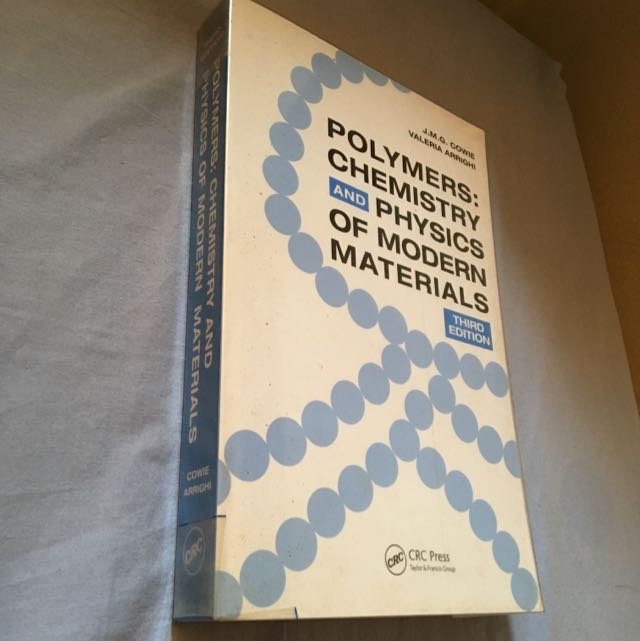 J.M.G. COWIE
VALERIA ARRIGHI
POLYMERS:
CHEMISTRY
AND PHYSICS
OF MODERN
MATERIALS
THIRD
EDITION
CRC CRC Press
Taylor & Francis Group
POLYMERS: CHEMISTRY AND
PHYSICS OF MODERN MATERIALS
COWIE
ARRIGHI
CRC